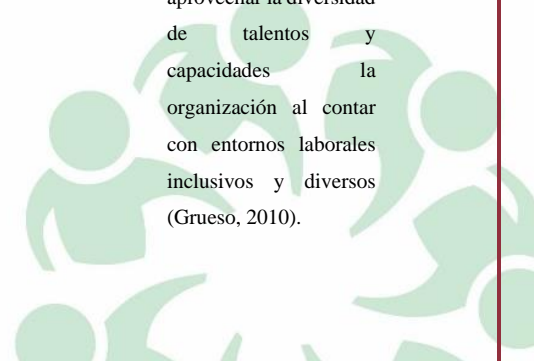 aprovechar la diversidad
de talentos y
capacidades la
organización al contar
con entornos laborales
inclusivos y diversos
(Grueso, 2010).